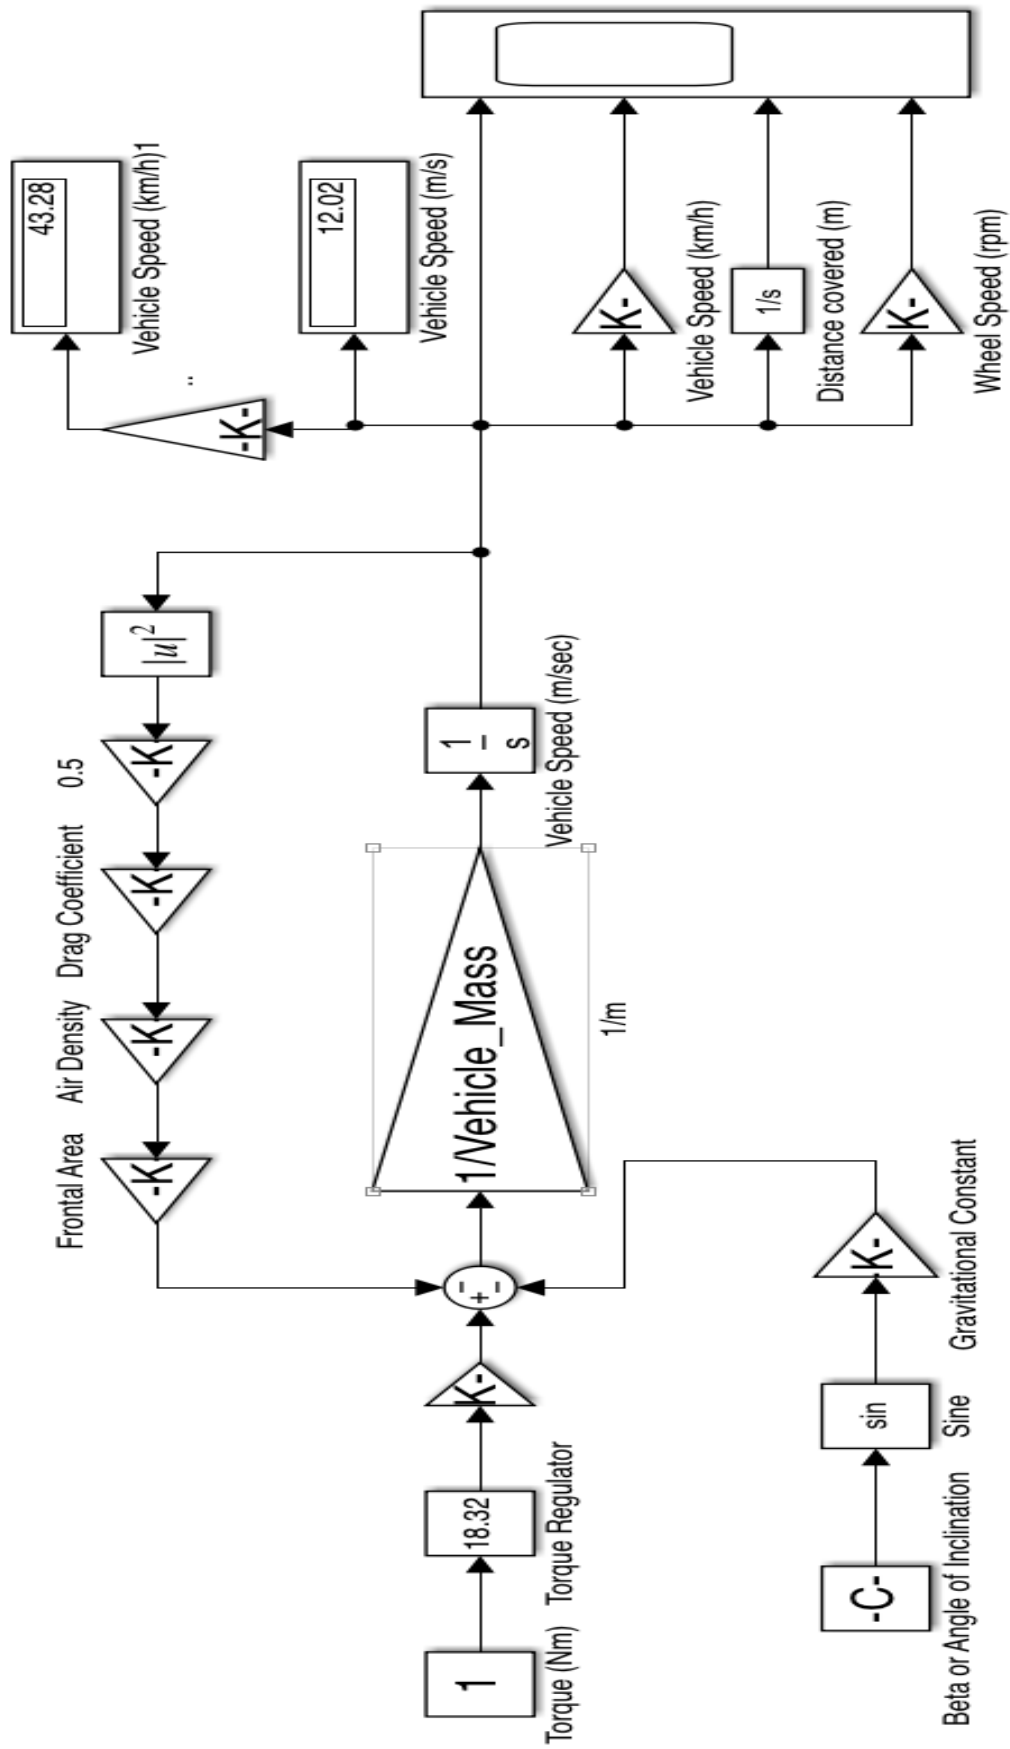 43.28
Vehicle Speed (km/h)1
12.02
Vehicle Speed (m/s)
-K-
..
K-
Vehicle Speed (km/h)
1/s
Distance covered (m)
K-
Wheel Speed (rpm)
|u|²
-K
0.5
-K
Drag Coefficient
-K
Air Density
-K
Frontal Area
1
s
Vehicle Speed (m/sec)
1/Vehicle_Mass
1/m
+
−
−
K-
18.32
Torque Regulator
1
Torque (Nm)
K-
Gravitational Constant
sin
Sine
-C-
Beta or Angle of Inclination